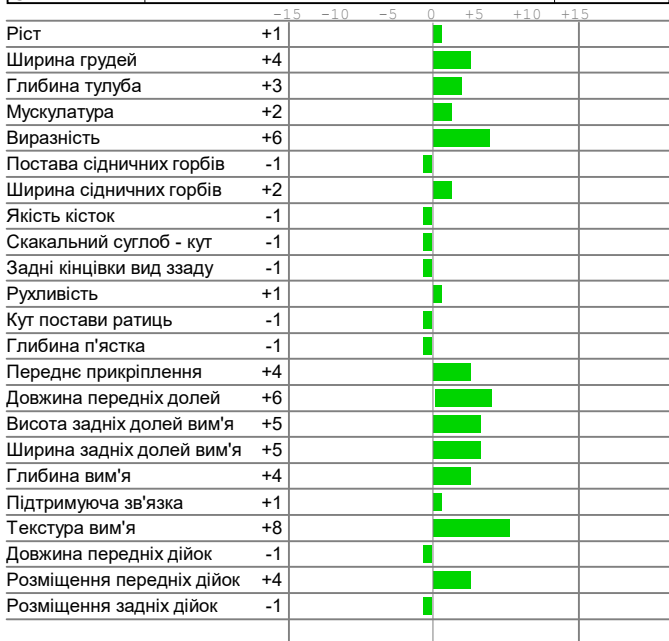 -15 -10 -5 0 +5 +10 +15
Ріст +1
Ширина грудей +4
Глибина тулуба +3
Мускулатура +2
Виразність +6
Постава сідничних горбів -1
Ширина сідничних горбів +2
Якість кісток -1
Скакальний суглоб - кут -1
Задні кінцівки вид ззаду -1
Рухливість +1
Кут постави ратиць -1
Глибина п'ястка -1
Переднє прикріплення +4
Довжина передніх долей +6
Висота задніх долей вим'я +5
Ширина задніх долей вим'я +5
Глибина вим'я +4
Підтримуюча зв'язка +1
Текстура вим'я +8
Довжина передніх дійок -1
Розміщення передніх дійок +4
Розміщення задніх дійок -1